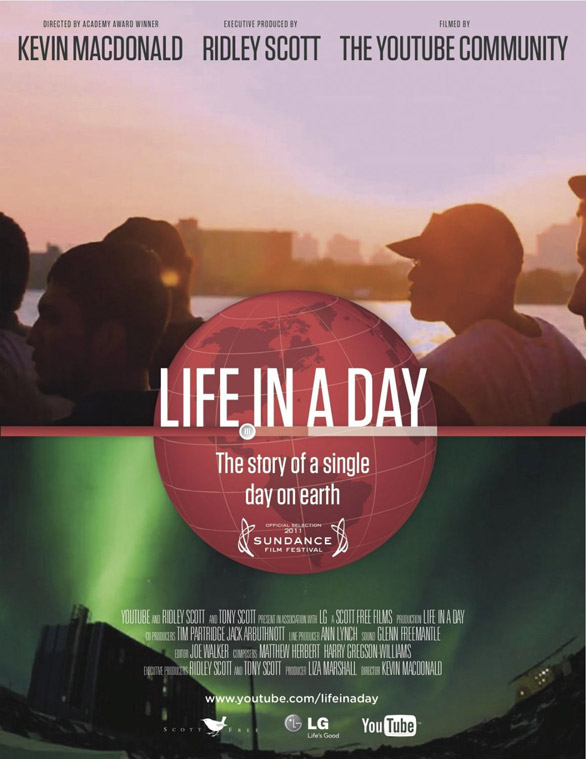 DIRECTED BY ACADEMY AWARD WINNER
KEVIN MACDONALD
EXECUTIVE PRODUCED BY
RIDLEY SCOTT
FILMED BY
THE YOUTUBE COMMUNITY
LIFE IN A DAY
The story of a single
day on earth
OFFICIAL SELECTION
2011
SUNDANCE
FILM FESTIVAL
YOUTUBE AND RIDLEY SCOTT AND TONY SCOTT PRESENT IN ASSOCIATION WITH LG A SCOTT FREE FILMS PRODUCTION LIFE IN A DAY
CO PRODUCERS TIM PARTRIDGE JACK ARBUTHNOTT LINE PRODUCER ANN LYNCH SOUND GLENN FREEMANTLE
EDITOR JOE WALKER COMPOSERS MATTHEW HERBERT HARRY GREGSON-WILLIAMS
EXECUTIVE PRODUCERS RIDLEY SCOTT AND TONY SCOTT PRODUCER LIZA MARSHALL DIRECTOR KEVIN MACDONALD
www.youtube.com/lifeinaday
SCOTT FREE
LG
Life's Good
YouTube